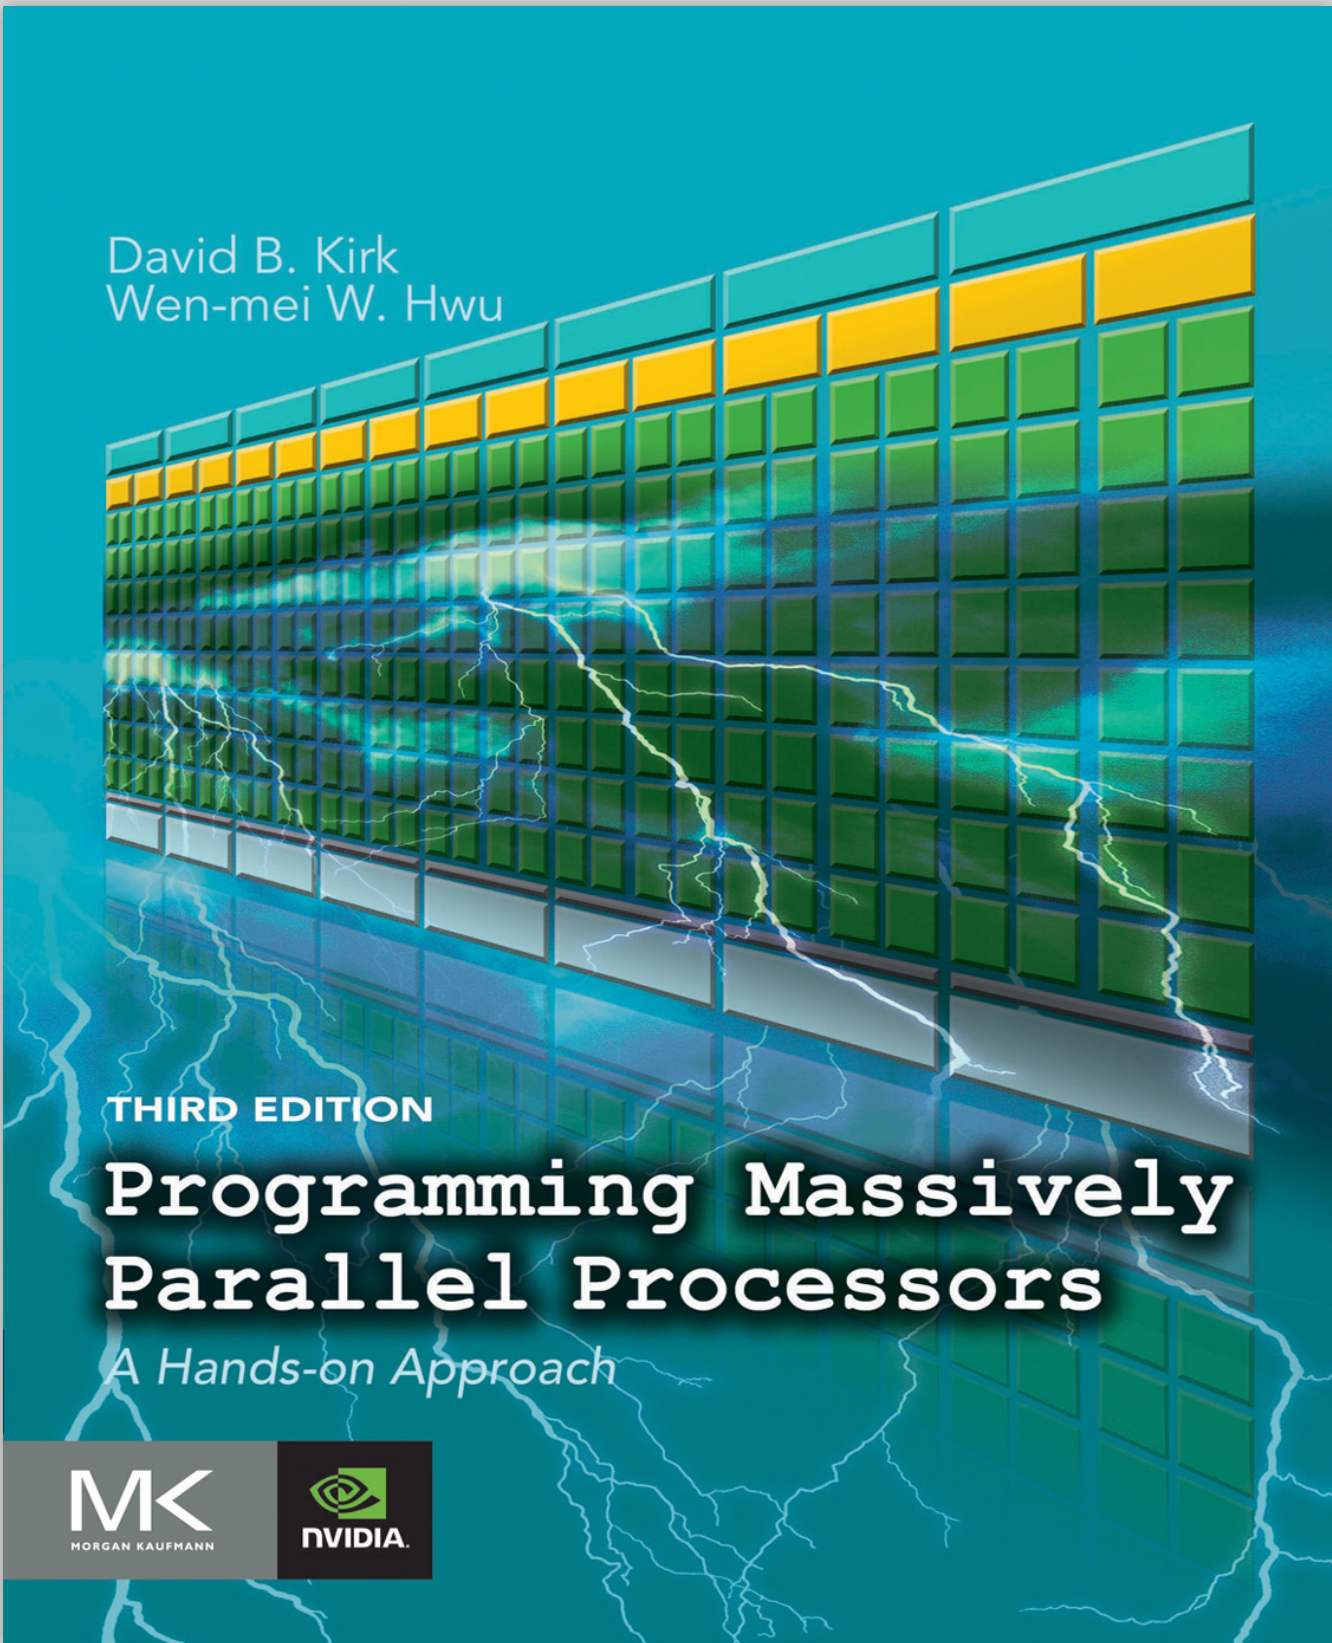 David B. Kirk
Wen-mei W. Hwu
THIRD EDITION
Programming Massively
Parallel Processors
A Hands-on Approach
MK
MORGAN KAUFMANN
NVIDIA.